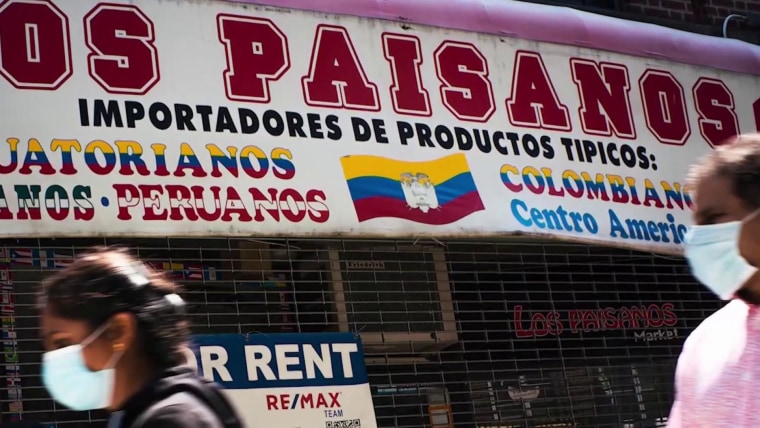 OS PAISANOS
IMPORTADORES DE PRODUCTOS TIPICOS:
UATORIANOS
ANOS • PERUANOS
COLOMBIANO
Centro Americ
LOS PAISANOS
Market
OR RENT
RE/MAX
TEAM